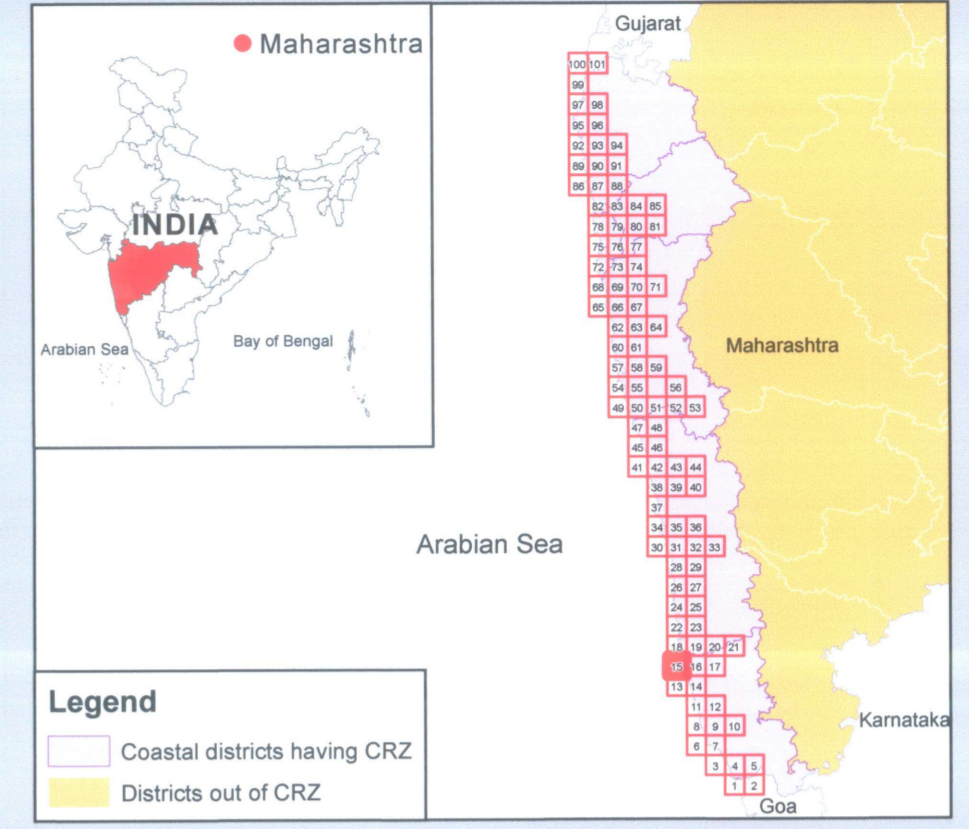 Maharashtra
INDIA
Arabian Sea
Bay of Bengal
Gujarat
100 101
99
97 98
95 96
92 93 94
89 90 91
86 87 88
82 83 84 85
78 79 80 81
75 76 77
72 73 74
68 69 70 71
65 66 67
62 63 64
Maharashtra
60 61
57 58 59
54 55 56
49 50 51 52 53
47 48
45 46
41 42 43 44
38 39 40
37
34 35 36
Arabian Sea
30 31 32 33
28 29
26 27
24 25
22 23
18 19 20 21
15 16 17
13 14
11 12
Karnataka
8 9 10
6 7
3 4 5
1 2
Goa
Legend
Coastal districts having CRZ
Districts out of CRZ